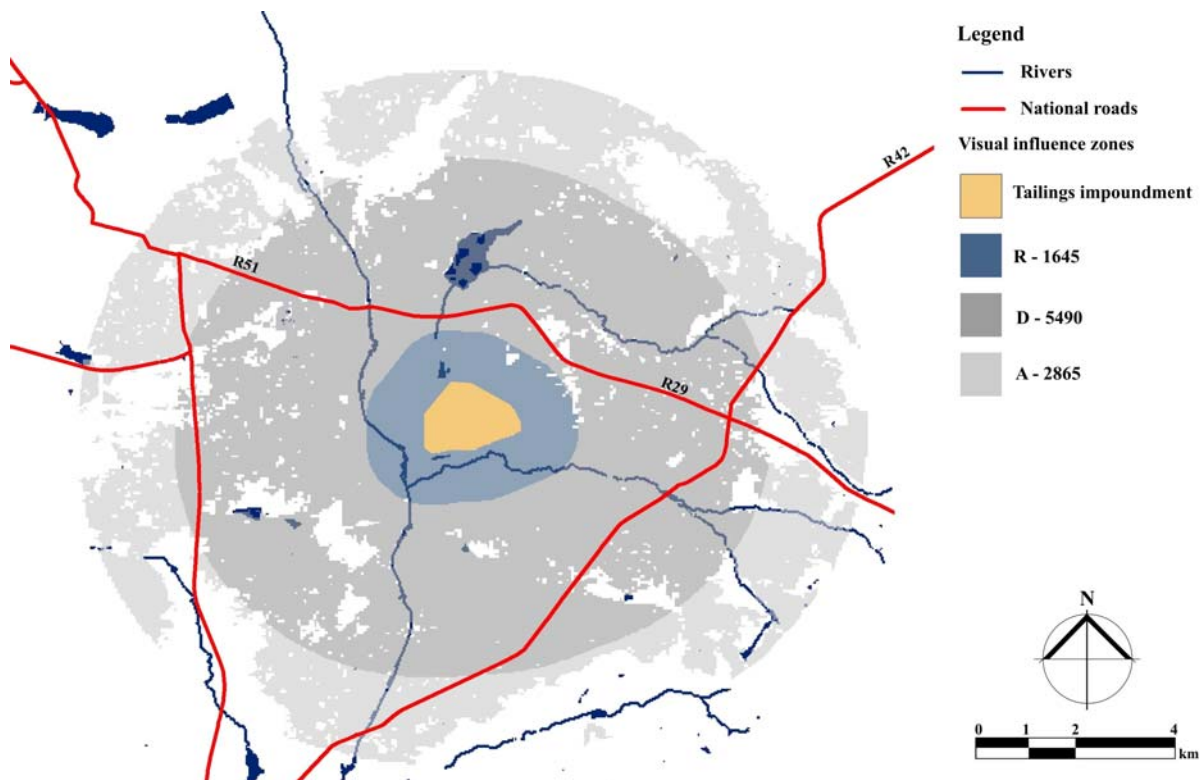 Legend
Rivers
National roads
Visual influence zones
Tailings impoundment
R - 1645
D - 5490
A - 2865
R42
R51
R29
N
0 1 2 4
km